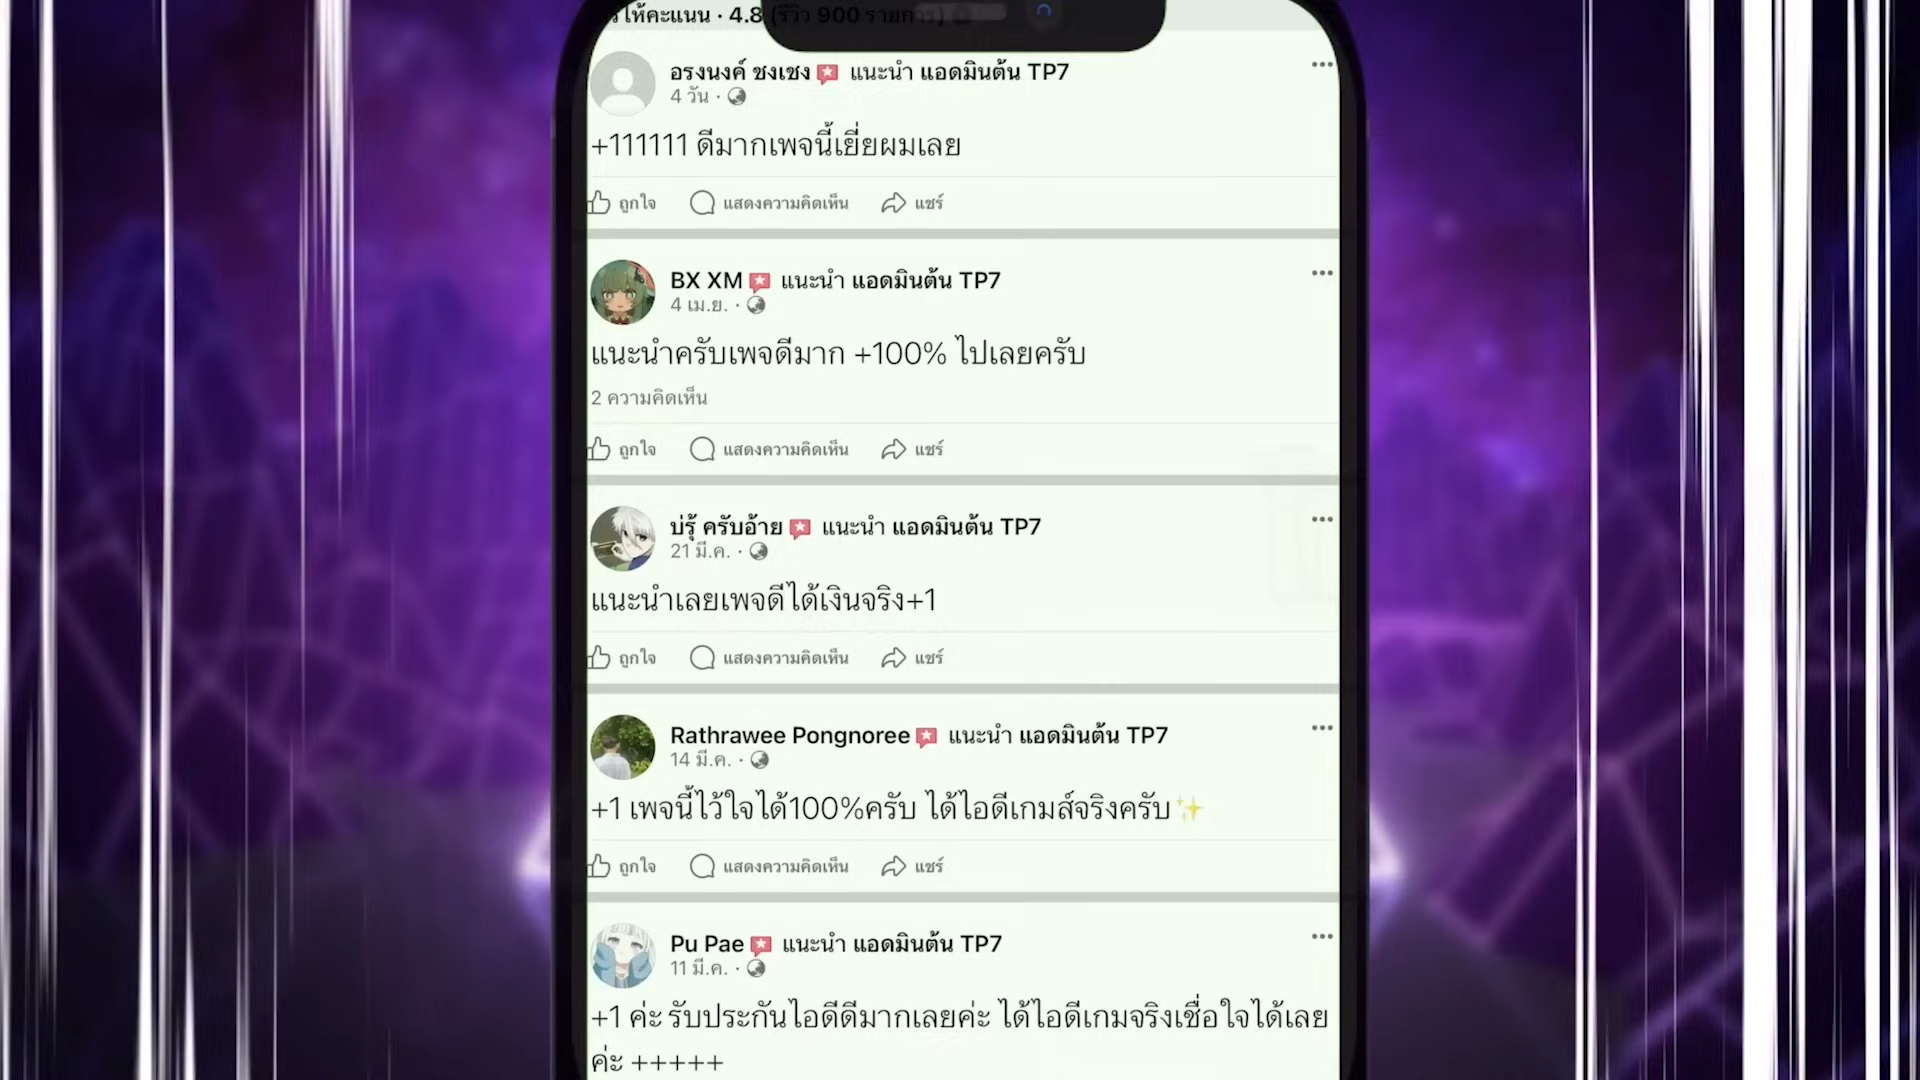 ให้คะแนน · 4.8 (รีวิว 900 รายการ)
อรงนงค์ ชงเชง แนะนำ แอดมินต้น TP7
4 วัน ·
+111111 ดีมากเพจนี้เยี่ยผมเลย
ถูกใจ แสดงความคิดเห็น แชร์
BX XM แนะนำ แอดมินต้น TP7
4 เม.ย. ·
แนะนำครับเพจดีมาก +100% ไปเลยครับ
2 ความคิดเห็น
ถูกใจ แสดงความคิดเห็น แชร์
บ่รุ้ ครับอ้าย แนะนำ แอดมินต้น TP7
21 มี.ค. ·
แนะนำเลยเพจดีได้เงินจริง+1
ถูกใจ แสดงความคิดเห็น แชร์
Rathrawee Pongnoree แนะนำ แอดมินต้น TP7
14 มี.ค. ·
+1 เพจนี้ไว้ใจได้100%ครับ ได้ไอดีเกมส์จริงครับ✨
ถูกใจ แสดงความคิดเห็น แชร์
Pu Pae แนะนำ แอดมินต้น TP7
11 มี.ค. ·
+1 ค่ะ รับประกันไอดีดีมากเลยค่ะ ได้ไอดีเกมจริงเชื่อใจได้เลย
ค่ะ +++++